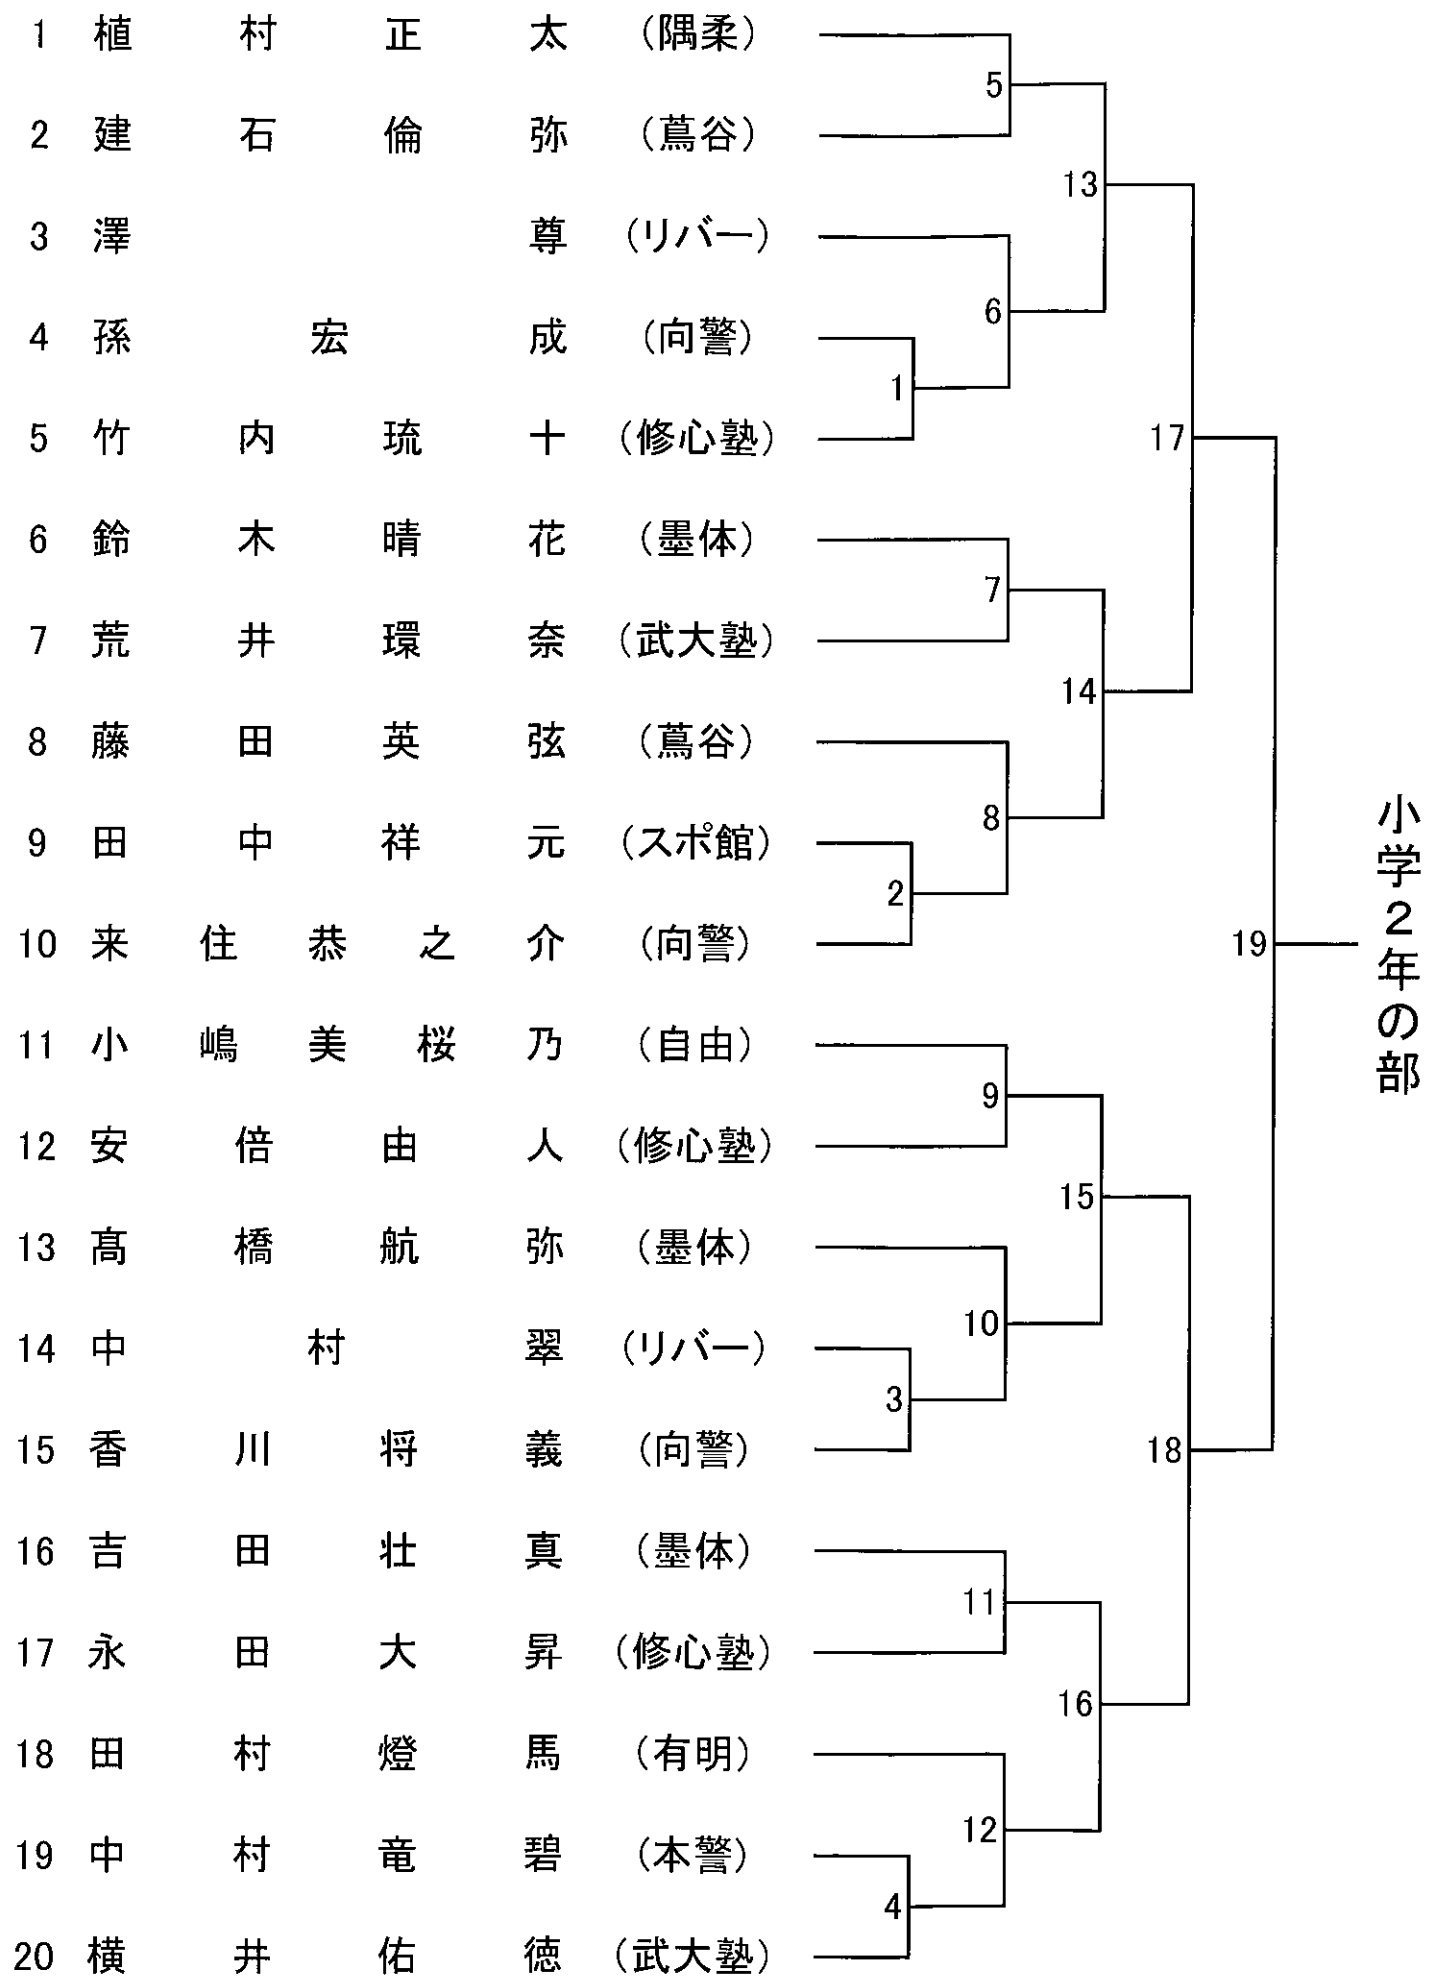 1 植村正太 (隅柔)
2 建石倫弥 (蔦谷)
3 澤尊 (リバー)
4 孫宏成 (向警)
5 竹内琉十 (修心塾)
6 鈴木晴花 (墨体)
7 荒井環奈 (武大塾)
8 藤田英弦 (蔦谷)
9 田中祥元 (スポ館)
10 来住恭之介 (向警)
11 小嶋美桜乃 (自由)
12 安倍由人 (修心塾)
13 髙橋航弥 (墨体)
14 中村翠 (リバー)
15 香川将義 (向警)
16 吉田壮真 (墨体)
17 永田大昇 (修心塾)
18 田村燈馬 (有明)
19 中村竜碧 (本警)
20 横井佑徳 (武大塾)
1
2
3
4
5
6
7
8
9
10
11
12
13
14
15
16
17
18
19
小学2年の部